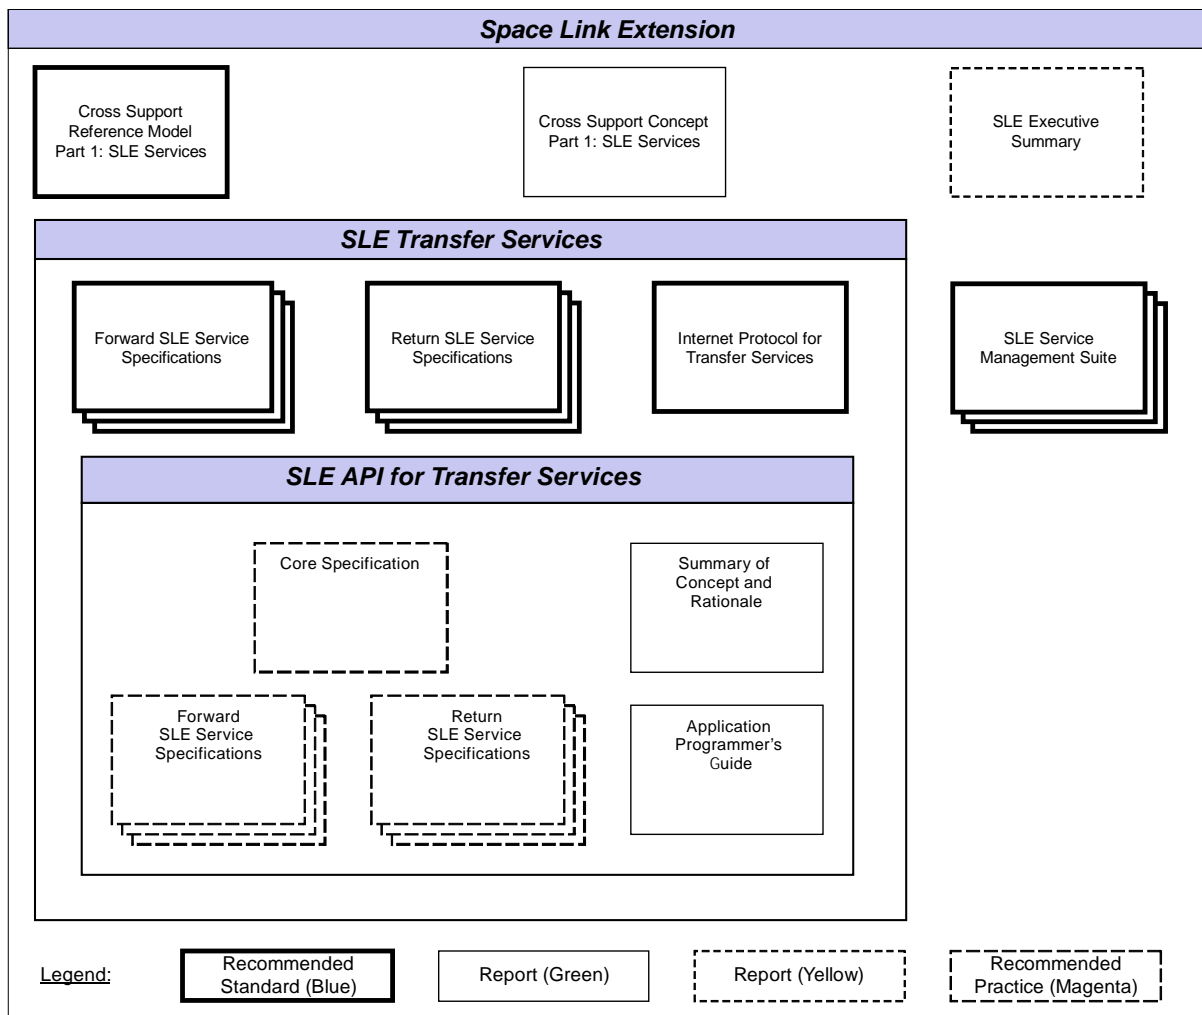 Space Link Extension
Cross Support
Reference Model
Part 1: SLE Services
Cross Support Concept
Part 1: SLE Services
SLE Executive
Summary
SLE Transfer Services
Forward SLE Service
Specifications
Return SLE Service
Specifications
Internet Protocol for
Transfer Services
SLE Service
Management Suite
SLE API for Transfer Services
Core Specification
Summary of
Concept and
Rationale
Forward
SLE Service
Specifications
Return
SLE Service
Specifications
Application
Programmer’s
Guide
Legend:
Recommended
Standard (Blue)
Report (Green)
Report (Yellow)
Recommended
Practice (Magenta)